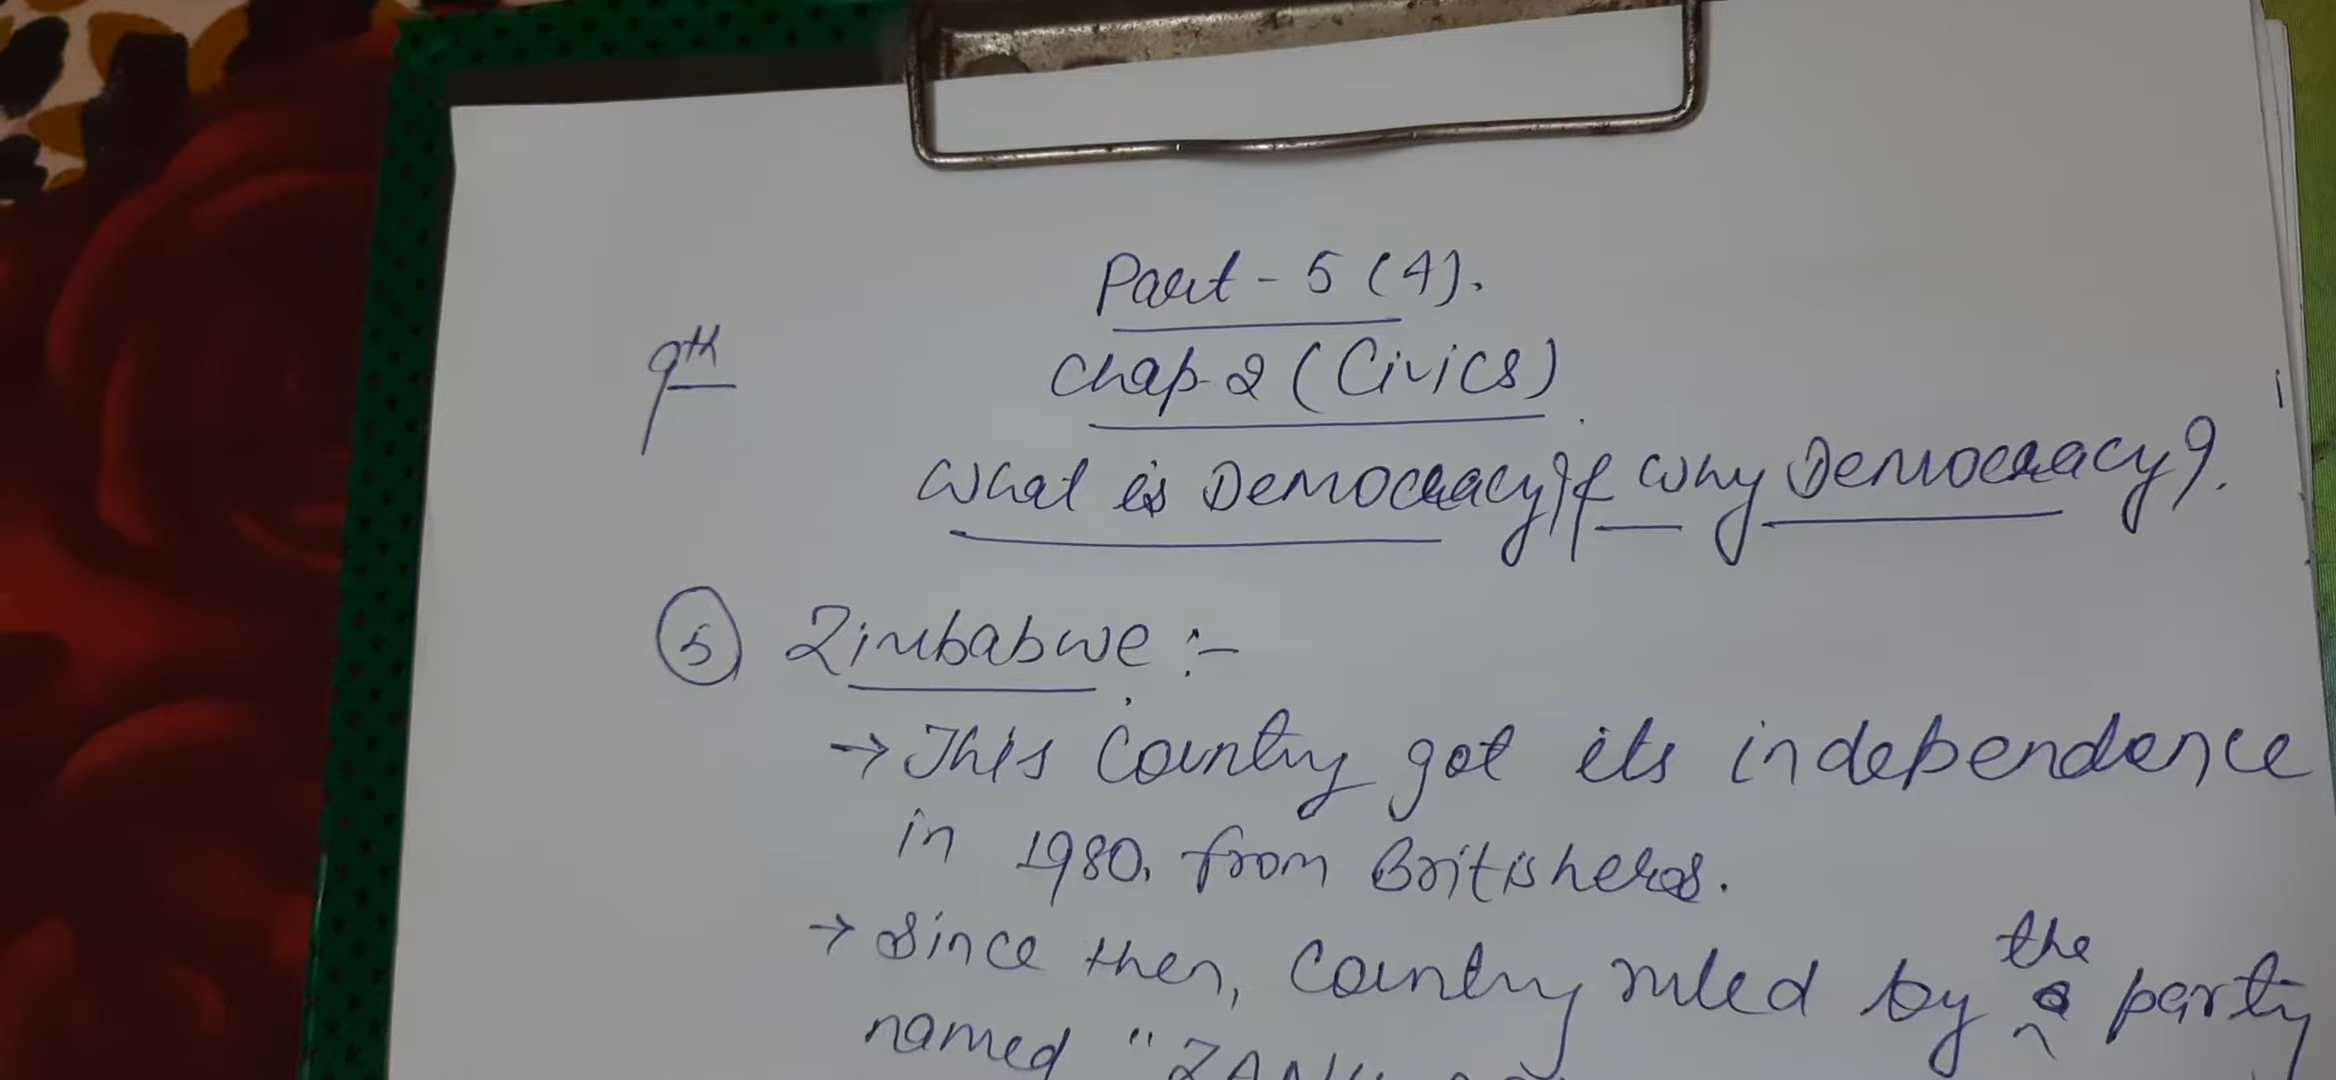 Part - 5 (4).
9th
Chap-2 (Civics)
What is Democracy? & Why Democracy?.
5 Zimbabwe :-
→ This Country got its independence
in 1980. from Britishers.
→ Since then, Country ruled by the party
named "ZANU